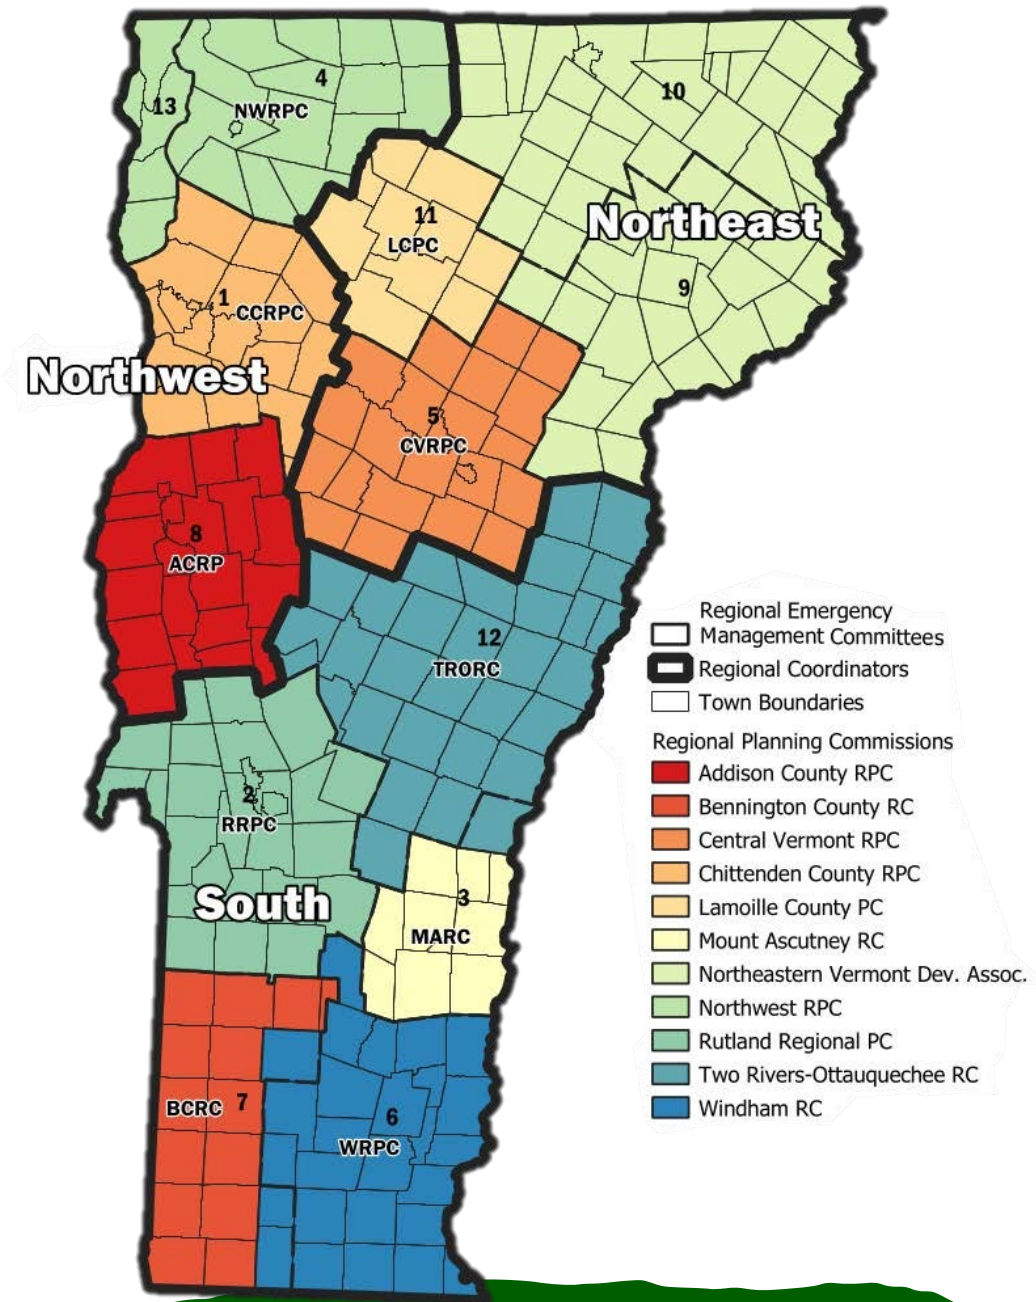 4
13
NWRPC
10
11
LCPC
Northeast
9
1
CCRPC
Northwest
5
CVRPC
8
ACRP
12
TRORC
2
RRPC
South
3
MARC
BCRC 7
6
WRPC
Regional Emergency
Management Committees
Regional Coordinators
Town Boundaries
Regional Planning Commissions
Addison County RPC
Bennington County RC
Central Vermont RPC
Chittenden County RPC
Lamoille County PC
Mount Ascutney RC
Northeastern Vermont Dev. Assoc.
Northwest RPC
Rutland Regional PC
Two Rivers-Ottauquechee RC
Windham RC